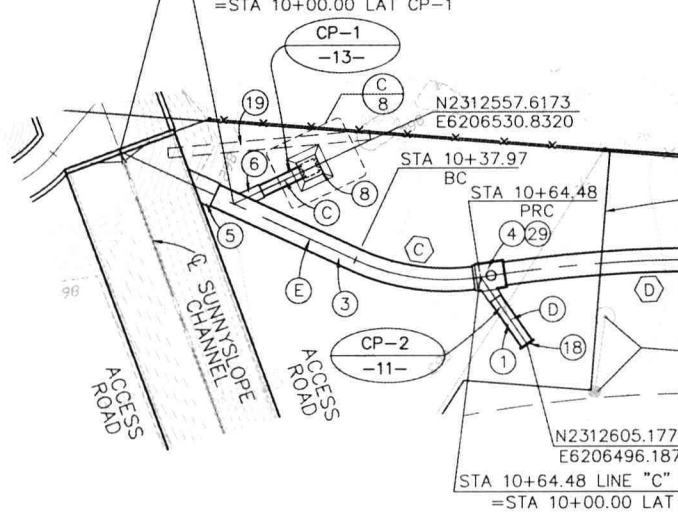 =STA 10+00.00 LAT CP-1
CP-1
-13-
C
8
19
N2312557.6173
E6206530.8320
6
STA 10+37.97
BC
8
STA 10+64.48
PRC
C
4
29
5
C
E
3
D
D
℄ SUNNYSLOPE
CHANNEL
98
CP-2
-11-
1
18
ACCESS
ROAD
ACCESS
ROAD
N2312605.177
E6206496.187
STA 10+64.48 LINE "C"
=STA 10+00.00 LAT